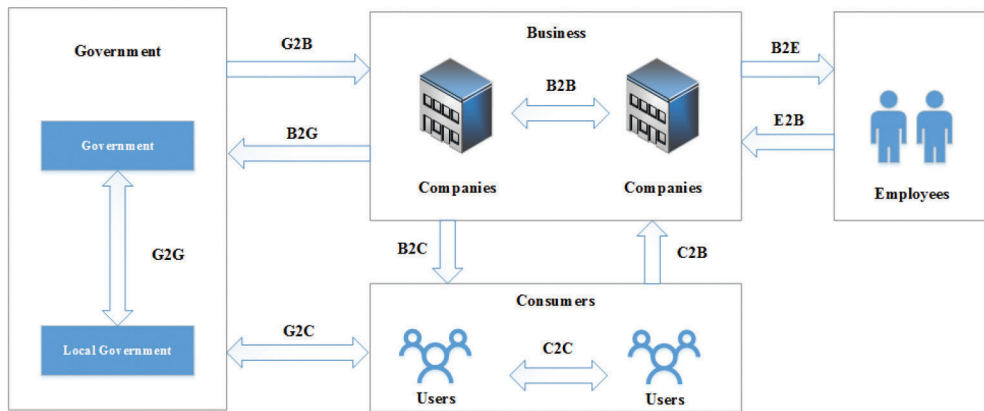 Government
Government
G2G
Local Government
G2B
B2G
G2C
Business
B2B
Companies
Companies
B2E
E2B
Employees
B2C
C2B
Consumers
C2C
Users
Users